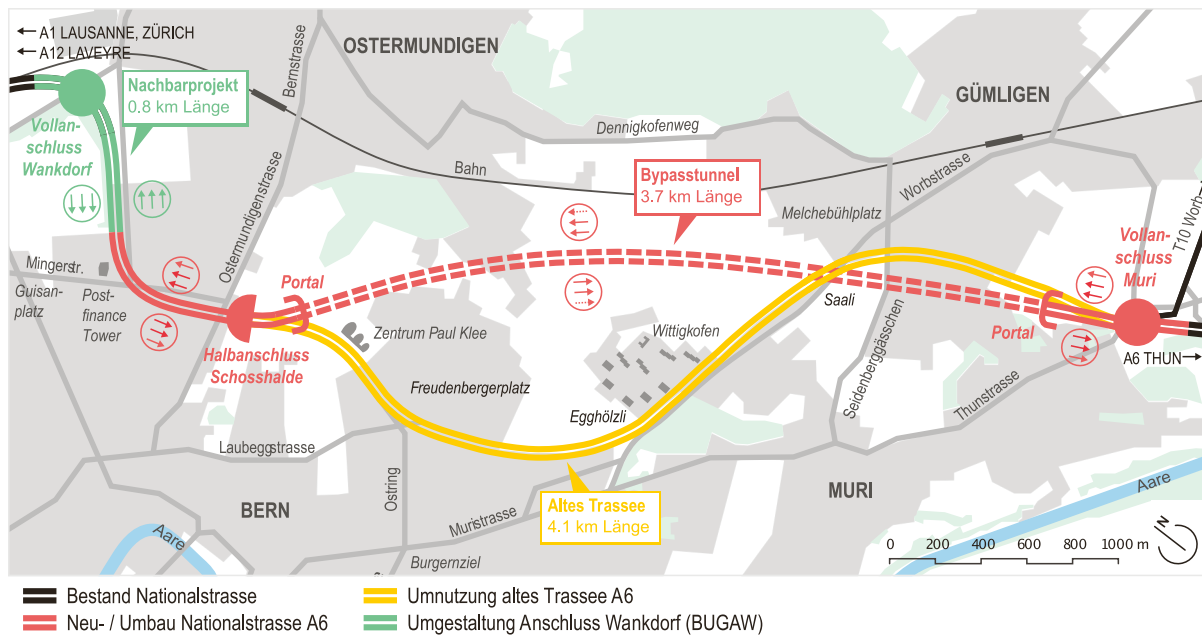 ← A1 LAUSANNE, ZÜRICH
← A12 LAVEYRE
OSTERMUNDIGEN
Bernstrasse
Nachbarprojekt
0.8 km Länge
GÜMLIGEN
Vollan-
schluss
Wankdorf
Dennigkofenweg
Bahn
Worbstrasse
Bypasstunnel
3.7 km Länge
Melchebühlplatz
T10 Worb
Ostermundigenstrasse
Mingerstr.
Guisan-
platz
Post-
finance
Tower
Portal
Vollan-
schluss
Muri
Saali
Zentrum Paul Klee
Wittigkofen
Portal
Halbanschluss
Schosshalde
A6 THUN →
Freudenbergerplatz
Seidenberggässchen
Thunstrasse
Egghölzli
Laubeggstrasse
Ostring
BERN
Altes Trassee
4.1 km Länge
MURI
Aare
Aare
Muristrasse
Burgernziel
N
0 200 400 600 800 1000 m
Bestand Nationalstrasse
Umnutzung altes Trassee A6
Neu- / Umbau Nationalstrasse A6
Umgestaltung Anschluss Wankdorf (BUGAW)